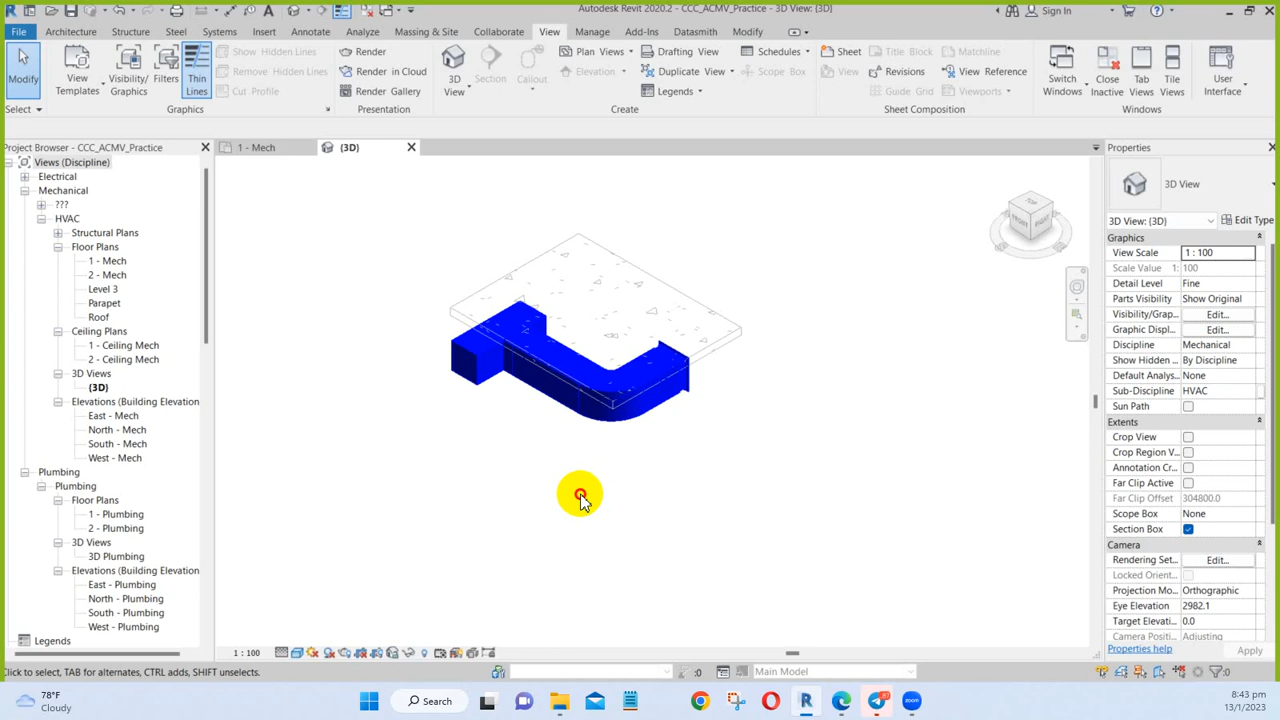 Autodesk Revit 2020.2 - CCC_ACMV_Practice - 3D View: {3D}
Sign In
File Architecture Structure Steel Systems Insert Annotate Analyze Massing & Site Collaborate View Manage Add-Ins Datasmith Modify
Modify
View Templates
Visibility/ Graphics
Filters
Thin Lines
Show Hidden Lines
Remove Hidden Lines
Cut Profile
Render
Render in Cloud
Render Gallery
3D View
Section
Callout
Plan Views
Elevation
Drafting View
Duplicate View
Legends
Schedules
Scope Box
Sheet
View
Title Block
Revisions
Guide Grid
Matchline
View Reference
Viewports
Switch Windows
Close Inactive
Tab Views
Tile Views
User Interface
Select Graphics Presentation Create Sheet Composition Windows
Project Browser - CCC_ACMV_Practice
1 - Mech
{3D}
Properties
Views (Discipline)
Electrical
Mechanical
???
HVAC
Structural Plans
Floor Plans
1 - Mech
2 - Mech
Level 3
Parapet
Roof
Ceiling Plans
1 - Ceiling Mech
2 - Ceiling Mech
3D Views
{3D}
Elevations (Building Elevation
East - Mech
North - Mech
South - Mech
West - Mech
Plumbing
Plumbing
Floor Plans
1 - Plumbing
2 - Plumbing
3D Views
3D Plumbing
Elevations (Building Elevation
East - Plumbing
North - Plumbing
South - Plumbing
West - Plumbing
Legends
TOP
FRONT
RIGHT
3D View
3D View: {3D} Edit Type
Graphics
View Scale 1 : 100
Scale Value 1: 100
Detail Level Fine
Parts Visibility Show Original
Visibility/Grap... Edit...
Graphic Displ... Edit...
Discipline Mechanical
Show Hidden ... By Discipline
Default Analys... None
Sub-Discipline HVAC
Sun Path
Extents
Crop View
Crop Region V...
Annotation Cr...
Far Clip Active
Far Clip Offset 304800.0
Scope Box None
Section Box
Camera
Rendering Set... Edit...
Locked Orient...
Projection Mo... Orthographic
Eye Elevation 2982.1
Target Elevati... 0.0
Camera Positi... Adjusting
Properties help Apply
1 : 100
Click to select, TAB for alternates, CTRL adds, SHIFT unselects.
:0
Main Model
:0
78°F
Cloudy
Search
8:43 pm
13/1/2023